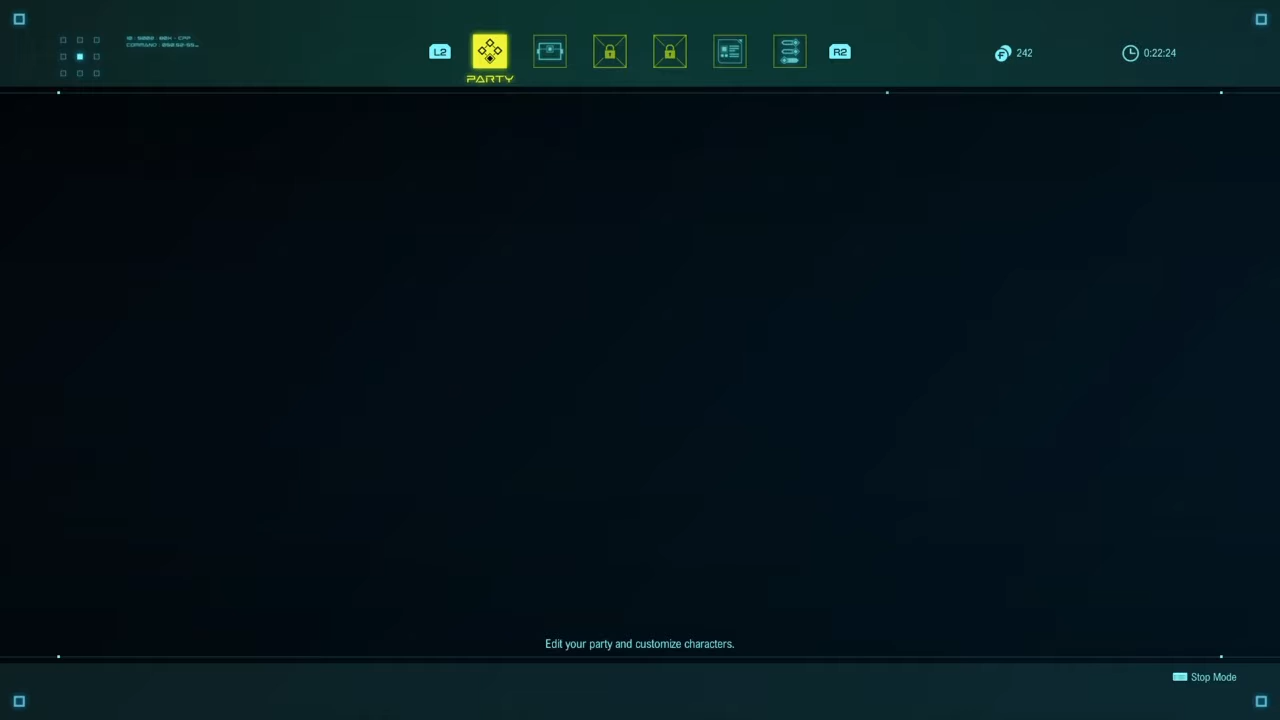 L2
PARTY
R2
242
0:22:24
Edit your party and customize characters.
Stop Mode